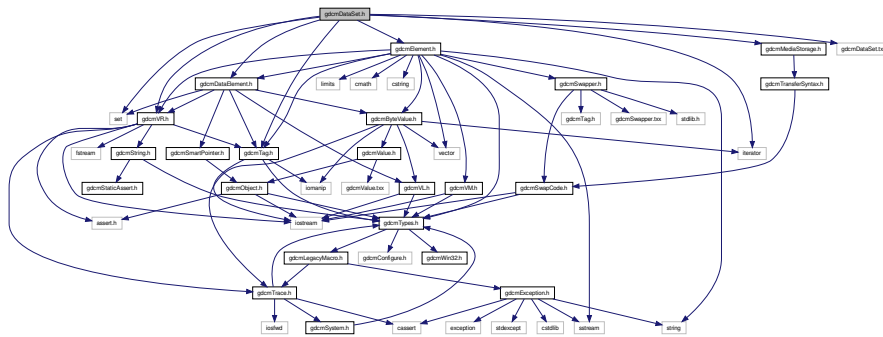 gdcmDataSet.h
gdcmElement.h
gdcmMediaStorage.h
gdcmDataSet.txx
gdcmDataElement.h
limits
cmath
cstring
gdcmSwapper.h
gdcmTransferSyntax.h
set
gdcmVR.h
gdcmByteValue.h
gdcmTag.h
gdcmSwapper.txx
stdlib.h
fstream
gdcmString.h
gdcmSmartPointer.h
gdcmTag.h
gdcmValue.h
vector
iterator
gdcmStaticAssert.h
gdcmObject.h
iomanip
gdcmValue.txx
gdcmVL.h
gdcmVM.h
gdcmSwapCode.h
assert.h
iostream
gdcmTypes.h
gdcmLegacyMacro.h
gdcmConfigure.h
gdcmWin32.h
gdcmTrace.h
gdcmException.h
iosfwd
gdcmSystem.h
cassert
exception
stdexcept
cstdlib
sstream
string